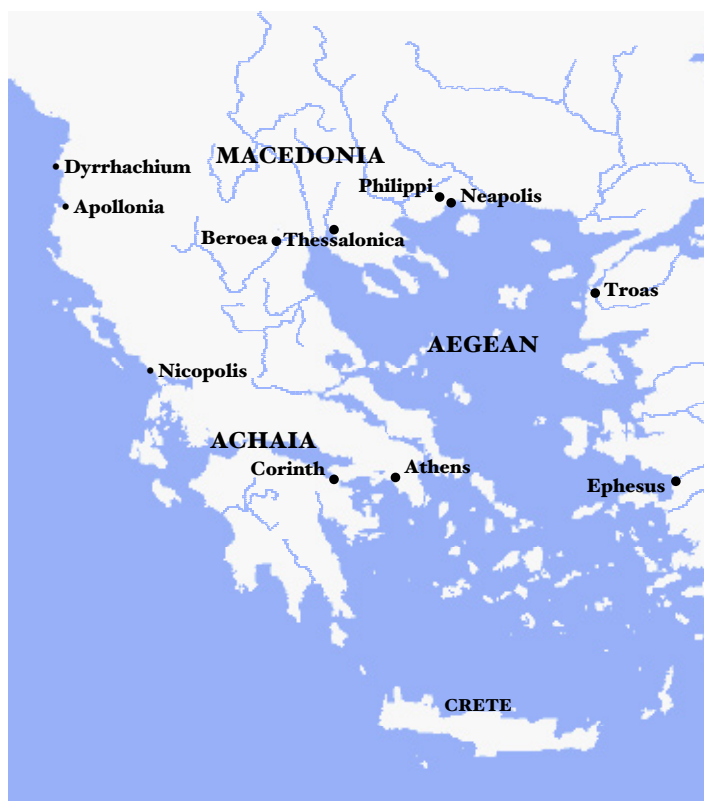 MACEDONIA
Dyrrhachium
Philippi
Neapolis
Apollonia
Beroea
Thessalonica
Troas
AEGEAN
Nicopolis
ACHAIA
Corinth
Athens
Ephesus
CRETE